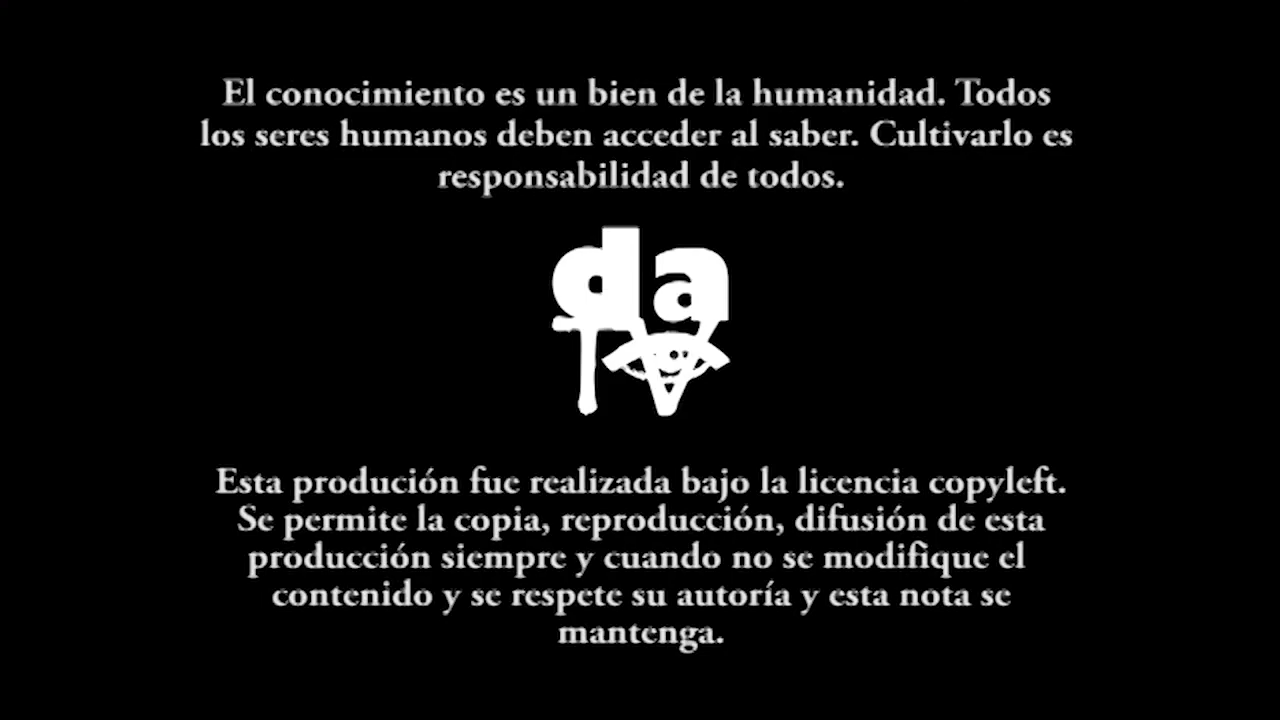 El conocimiento es un bien de la humanidad. Todos
los seres humanos deben acceder al saber. Cultivarlo es
responsabilidad de todos.
da
TV
Esta produción fue realizada bajo la licencia copyleft.
Se permite la copia, reproducción, difusión de esta
producción siempre y cuando no se modifique el
contenido y se respete su autoría y esta nota se
mantenga.